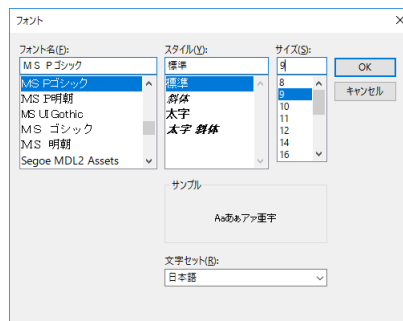 フォント
フォント名(F):
スタイル(Y):
サイズ(S):
ＭＳ Ｐゴシック
標準
9
OK
キャンセル
MS Pゴシック
MS P明朝
MS UI Gothic
ＭＳ ゴシック
ＭＳ 明朝
Segoe MDL2 Assets
標準
斜体
太字
太字 斜体
8
9
10
11
12
14
16
サンプル
Aaあぁアァ亜宇
文字セット(R):
日本語